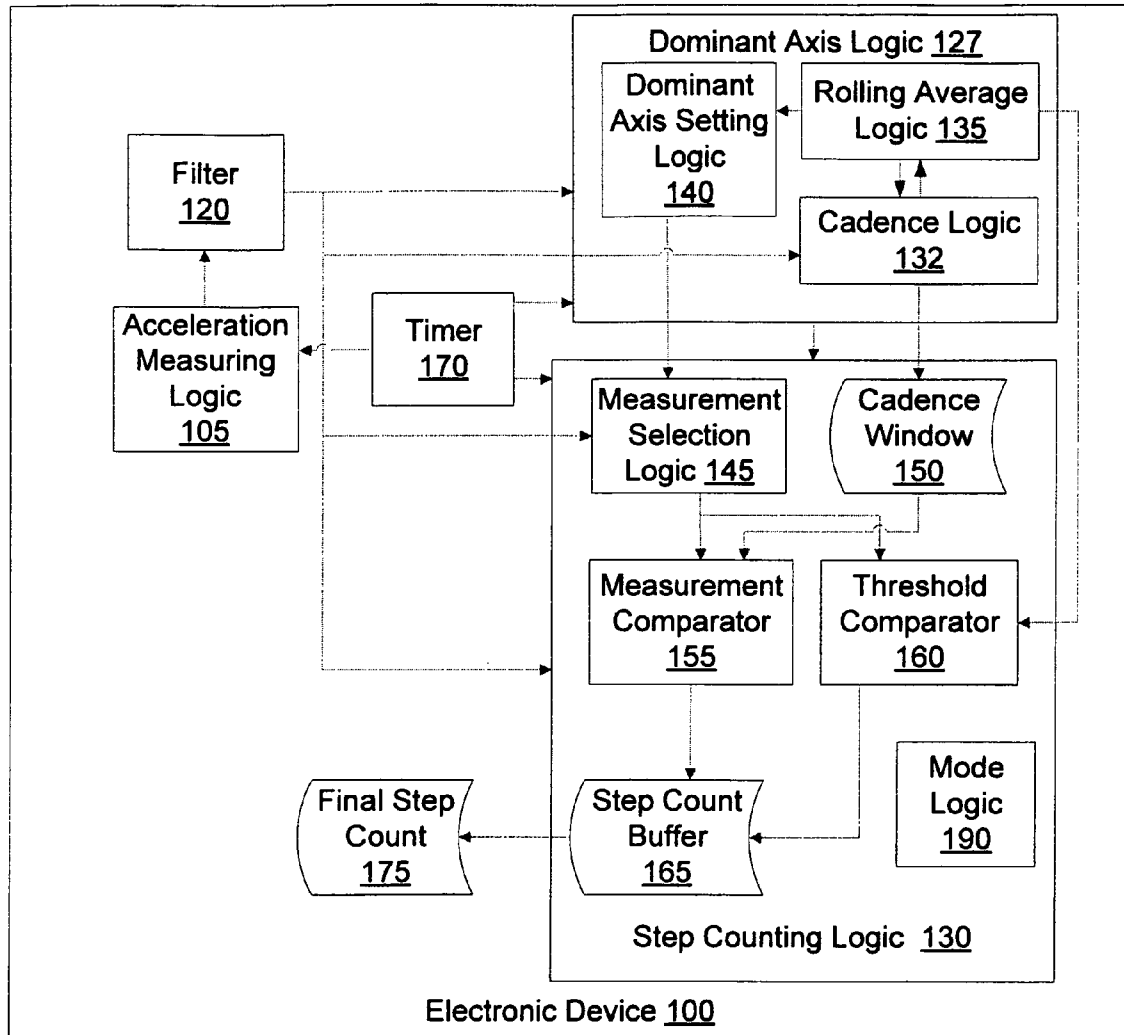 Dominant Axis Logic 127
Dominant
Axis Setting
Logic
140
Rolling Average
Logic 135
Cadence Logic
132
Filter
120
Acceleration
Measuring
Logic
105
Timer
170
Measurement
Selection
Logic 145
Cadence
Window
150
Measurement
Comparator
155
Threshold
Comparator
160
Mode
Logic
190
Final Step
Count
175
Step Count
Buffer
165
Step Counting Logic 130
Electronic Device 100